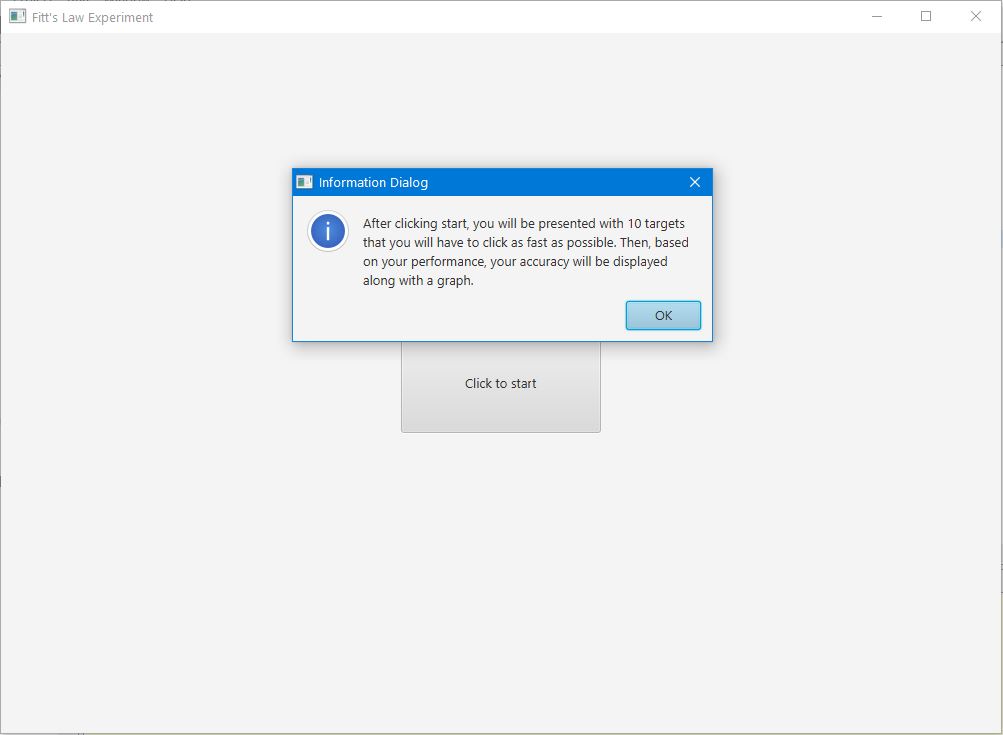 Fitt's Law Experiment
Information Dialog
After clicking start, you will be presented with 10 targets
that you will have to click as fast as possible. Then, based
on your performance, your accuracy will be displayed
along with a graph.
OK
Click to start